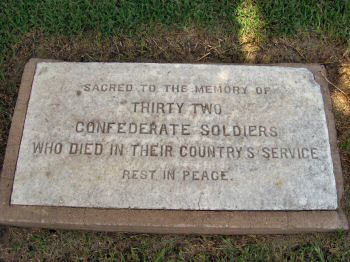 SACRED TO THE MEMORY OF
THIRTY TWO
CONFEDERATE SOLDIERS
WHO DIED IN THEIR COUNTRY'S SERVICE
REST IN PEACE.